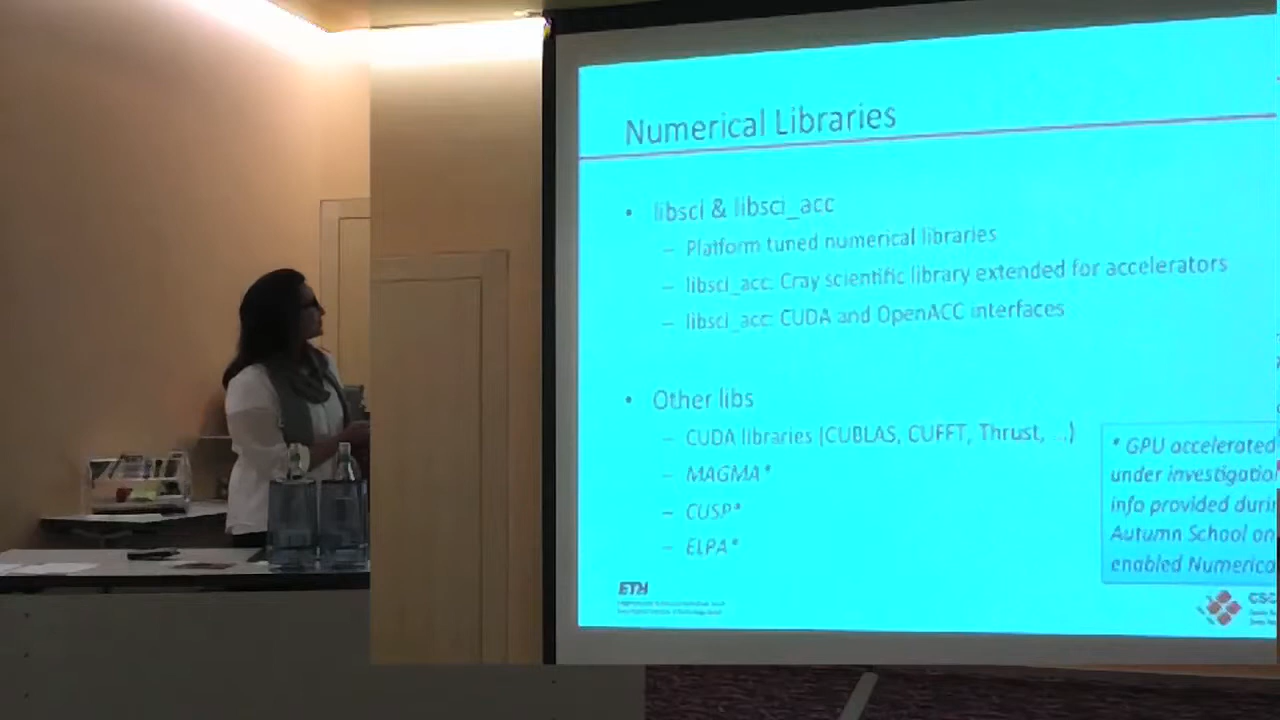 Numerical Libraries
• libsci & libsci_acc
– Platform tuned numerical libraries
– libsci_acc: Cray scientific library extended for accelerators
– libsci_acc: CUDA and OpenACC interfaces
• Other libs
– CUDA libraries (CUBLAS, CUFFT, Thrust, ...)
– MAGMA*
– CUSP*
– ELPA*
* GPU accelerated
under investigatio
info provided duri
Autumn School on
enabled Numerica
ETH
CSC